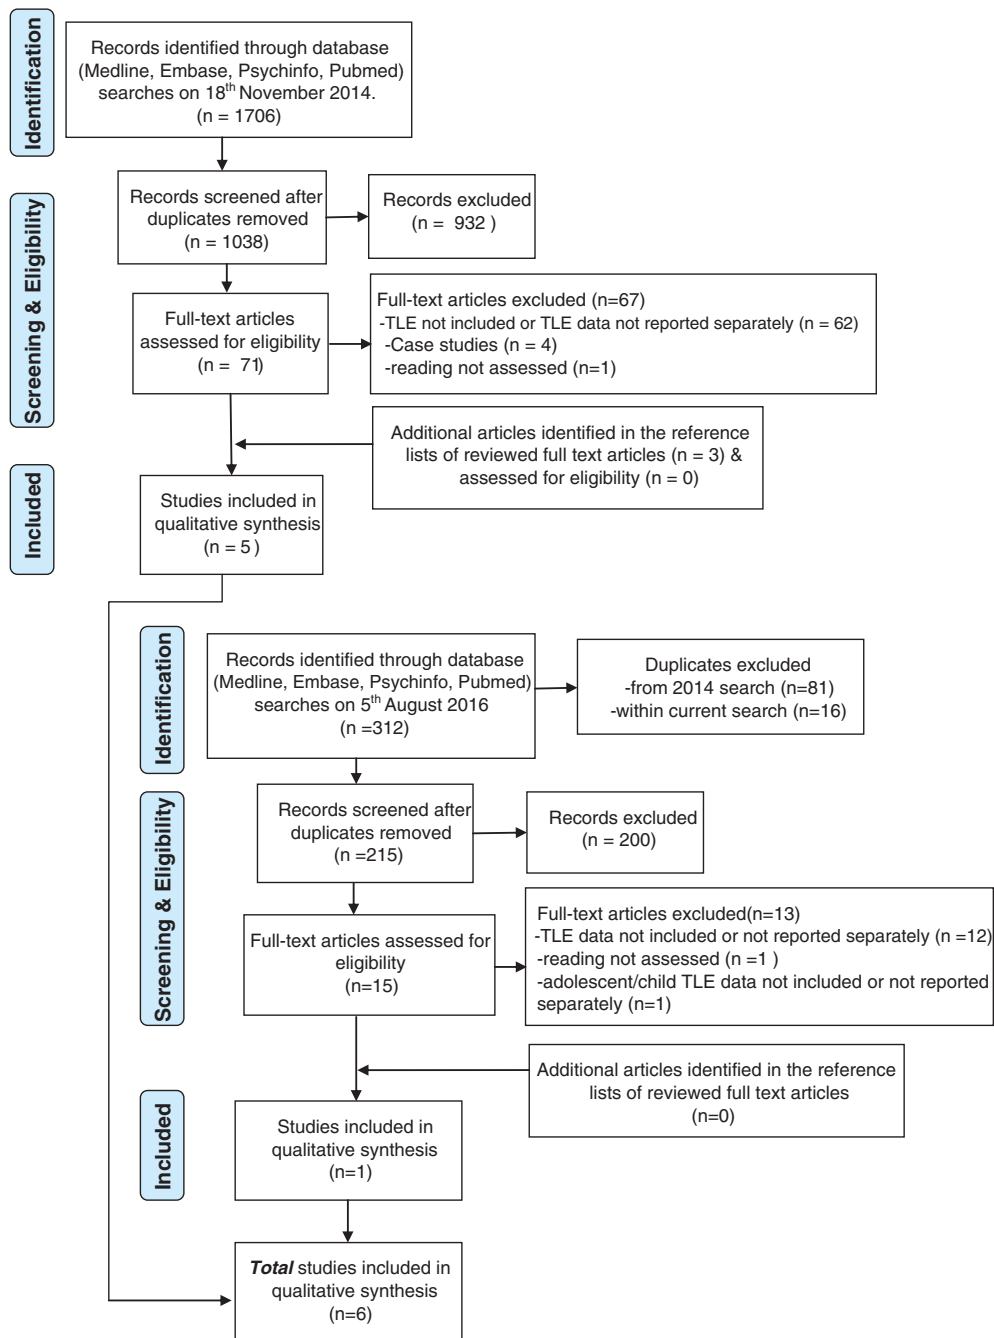 Identification
Records identified through database
(Medline, Embase, Psychinfo, Pubmed)
searches on 18th November 2014.
(n = 1706)
Screening & Eligibility
Records screened after
duplicates removed
(n = 1038)
Records excluded
(n = 932 )
Full-text articles
assessed for eligibility
(n = 71)
Full-text articles excluded (n=67)
-TLE not included or TLE data not reported separately (n = 62)
-Case studies (n = 4)
-reading not assessed (n=1)
Additional articles identified in the reference
lists of reviewed full text articles (n = 3) &
assessed for eligibility (n = 0)
Included
Studies included in
qualitative synthesis
(n = 5 )
Identification
Records identified through database
(Medline, Embase, Psychinfo, Pubmed)
searches on 5th August 2016
(n =312)
Duplicates excluded
-from 2014 search (n=81)
-within current search (n=16)
Screening & Eligibility
Records screened after
duplicates removed
(n =215)
Records excluded
(n = 200)
Full-text articles assessed for
eligibility
(n=15)
Full-text articles excluded(n=13)
-TLE data not included or not reported separately (n =12)
-reading not assessed (n =1 )
-adolescent/child TLE data not included or not reported
separately (n=1)
Additional articles identified in the reference
lists of reviewed full text articles
(n=0)
Included
Studies included in
qualitative synthesis
(n=1)
Total studies included in
qualitative synthesis
(n=6)